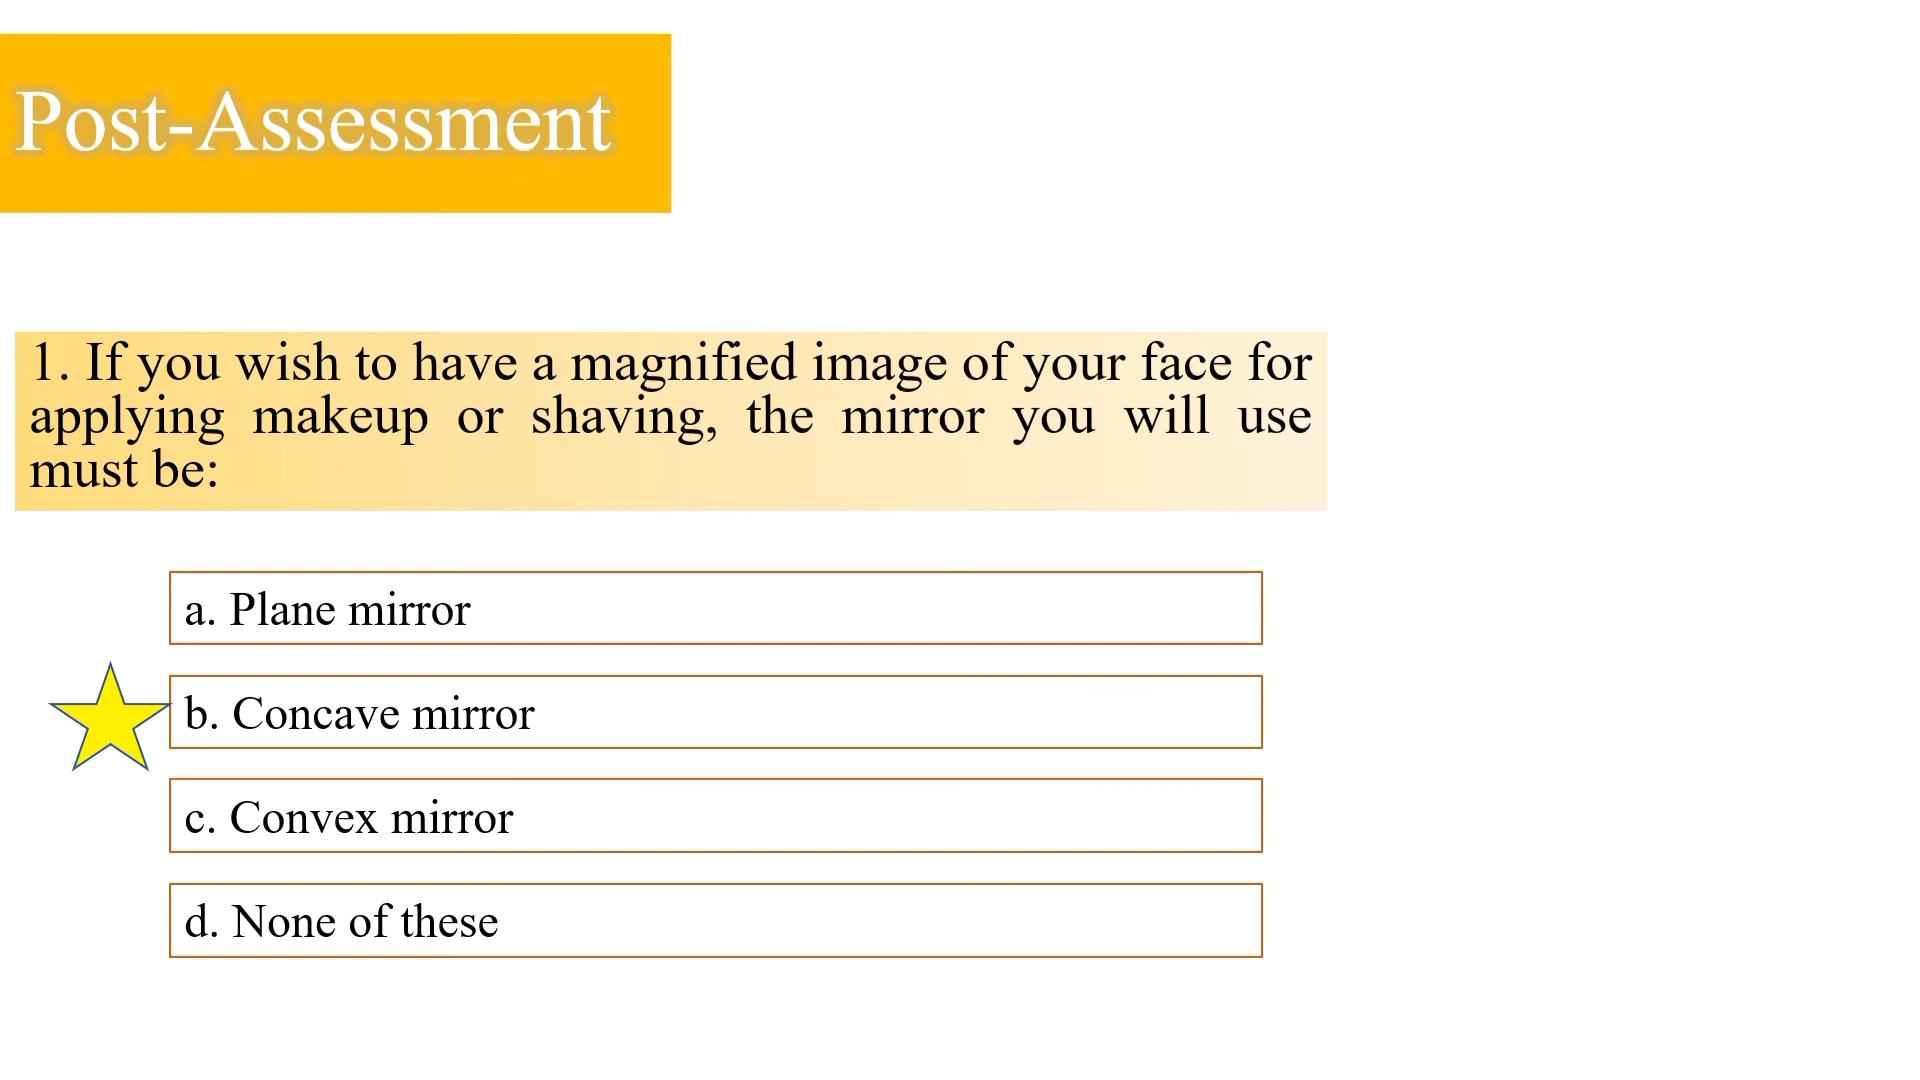 Post-Assessment
1. If you wish to have a magnified image of your face for
applying makeup or shaving, the mirror you will use
must be:
a. Plane mirror
b. Concave mirror
c. Convex mirror
d. None of these